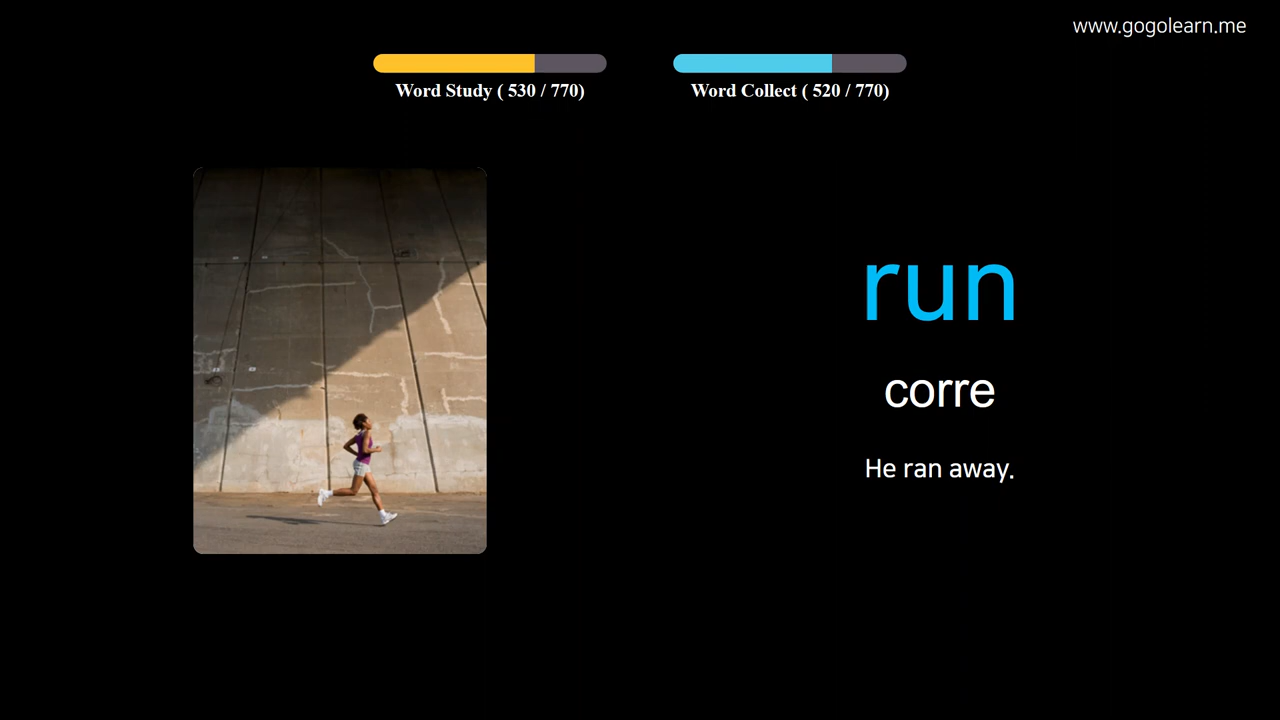 www.gogolearn.me
Word Study ( 530 / 770)
Word Collect ( 520 / 770)
run
corre
He ran away.